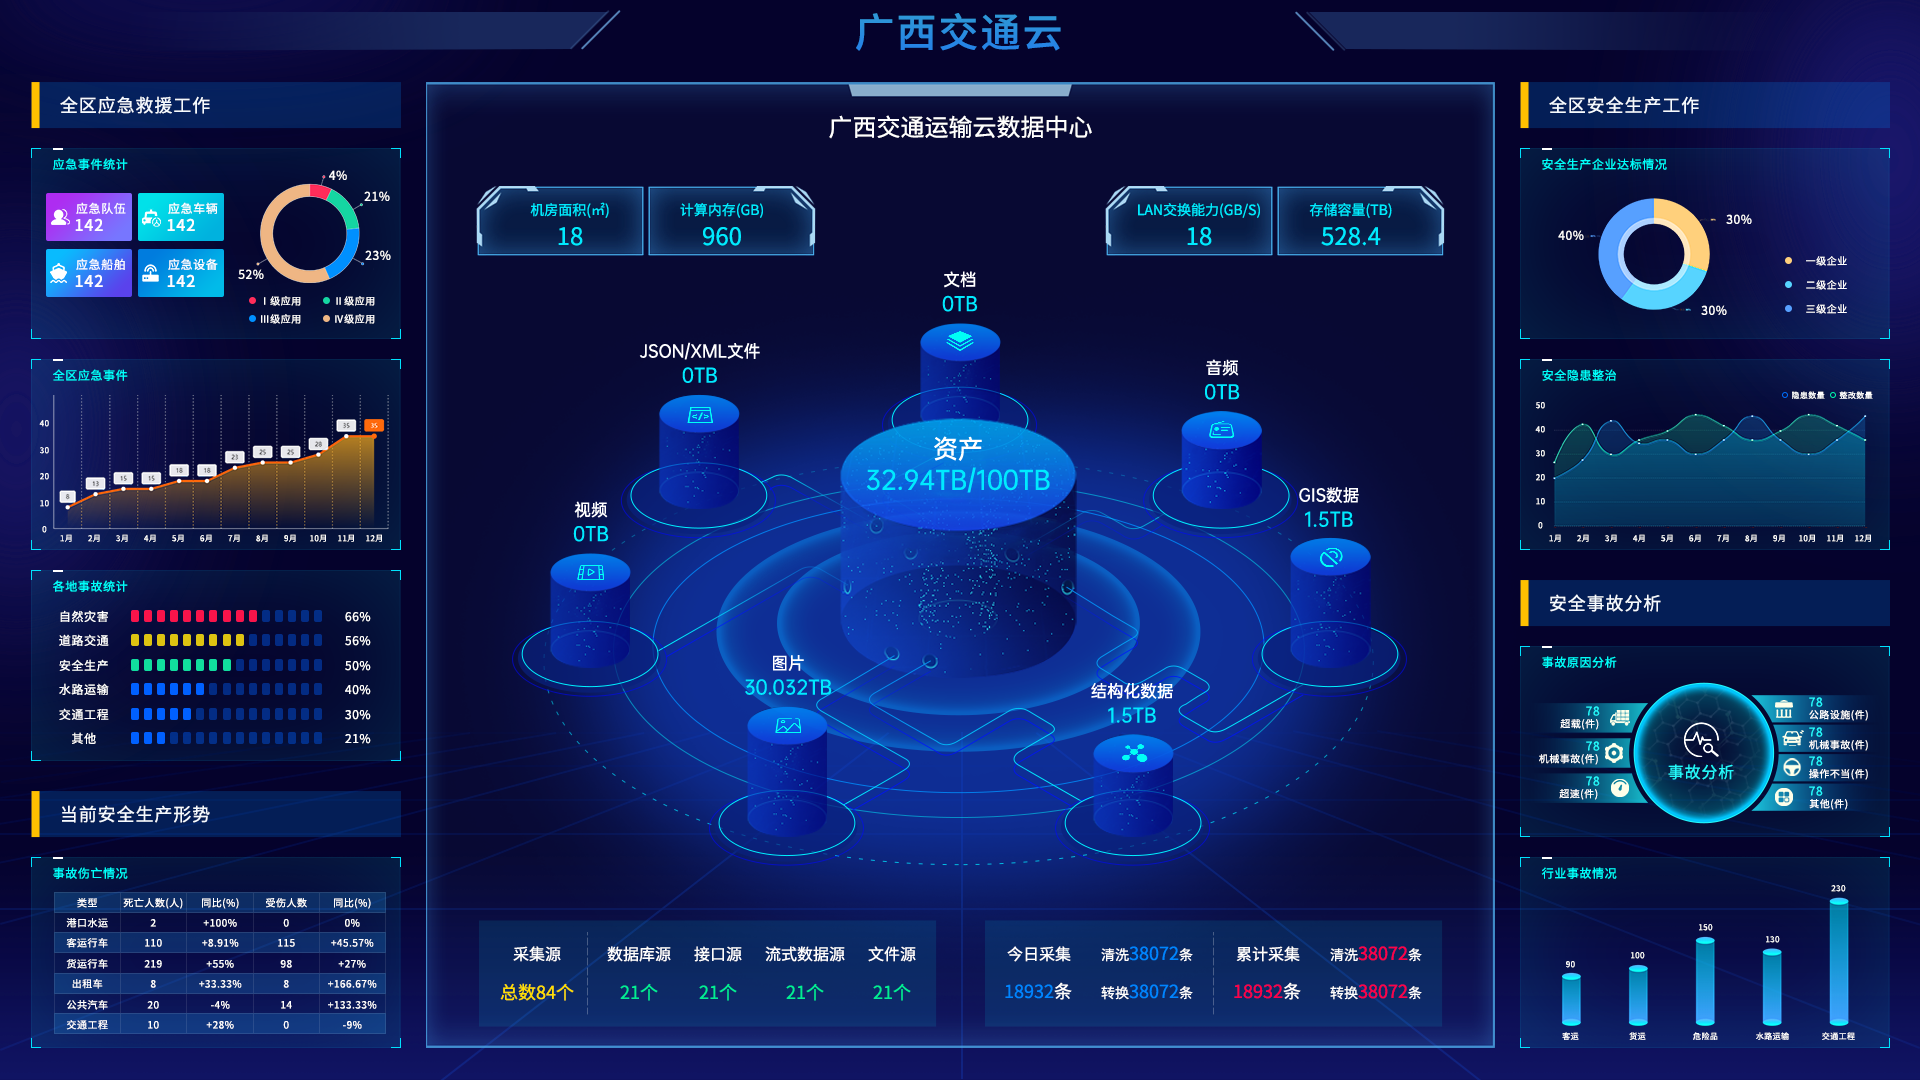 广西交通云
全区应急救援工作
应急事件统计
应急队伍
142
应急车辆
142
应急船舶
142
应急设备
142
4%
21%
23%
52%
I 级应用
II 级应用
III级应用
IV级应用
全区应急事件
40
30
20
10
0
8
13
15
15
18
18
23
25
25
28
35
35
1月 2月 3月 4月 5月 6月 7月 8月 9月 10月 11月 12月
各地事故统计
自然灾害 66%
道路交通 56%
安全生产 50%
水路运输 40%
交通工程 30%
其他 21%
当前安全生产形势
事故伤亡情况
类型 死亡人数(人) 同比(%) 受伤人数 同比(%)
港口水运 2 +100% 0 0%
客运行车 110 +8.91% 115 +45.57%
货运行车 219 +55% 98 +27%
出租车 8 +33.33% 8 +166.67%
公共汽车 20 -4% 14 +133.33%
交通工程 10 +28% 0 -9%
广西交通运输云数据中心
机房面积(㎡)
18
计算内存(GB)
960
LAN交换能力(GB/S)
18
存储容量(TB)
528.4
文档
0TB
JSON/XML文件
0TB
音频
0TB
视频
0TB
GIS数据
1.5TB
资产
32.94TB/100TB
图片
30.032TB
结构化数据
1.5TB
采集源 数据库源 接口源 流式数据源 文件源
总数84个 21个 21个 21个 21个
今日采集 清洗38072条 累计采集 清洗38072条
18932条 转换38072条 18932条 转换38072条
全区安全生产工作
安全生产企业达标情况
30%
40%
30%
一级企业
二级企业
三级企业
安全隐患整治
隐患数量 整改数量
50
40
30
20
10
0
1月 2月 3月 4月 5月 6月 7月 8月 9月 10月 11月 12月
安全事故分析
事故原因分析
78
超载(件)
78
机械事故(件)
78
超速(件)
事故分析
78
公路设施(件)
78
机械事故(件)
78
操作不当(件)
78
其他(件)
行业事故情况
90
100
150
130
230
客运 货运 危险品 水路运输 交通工程